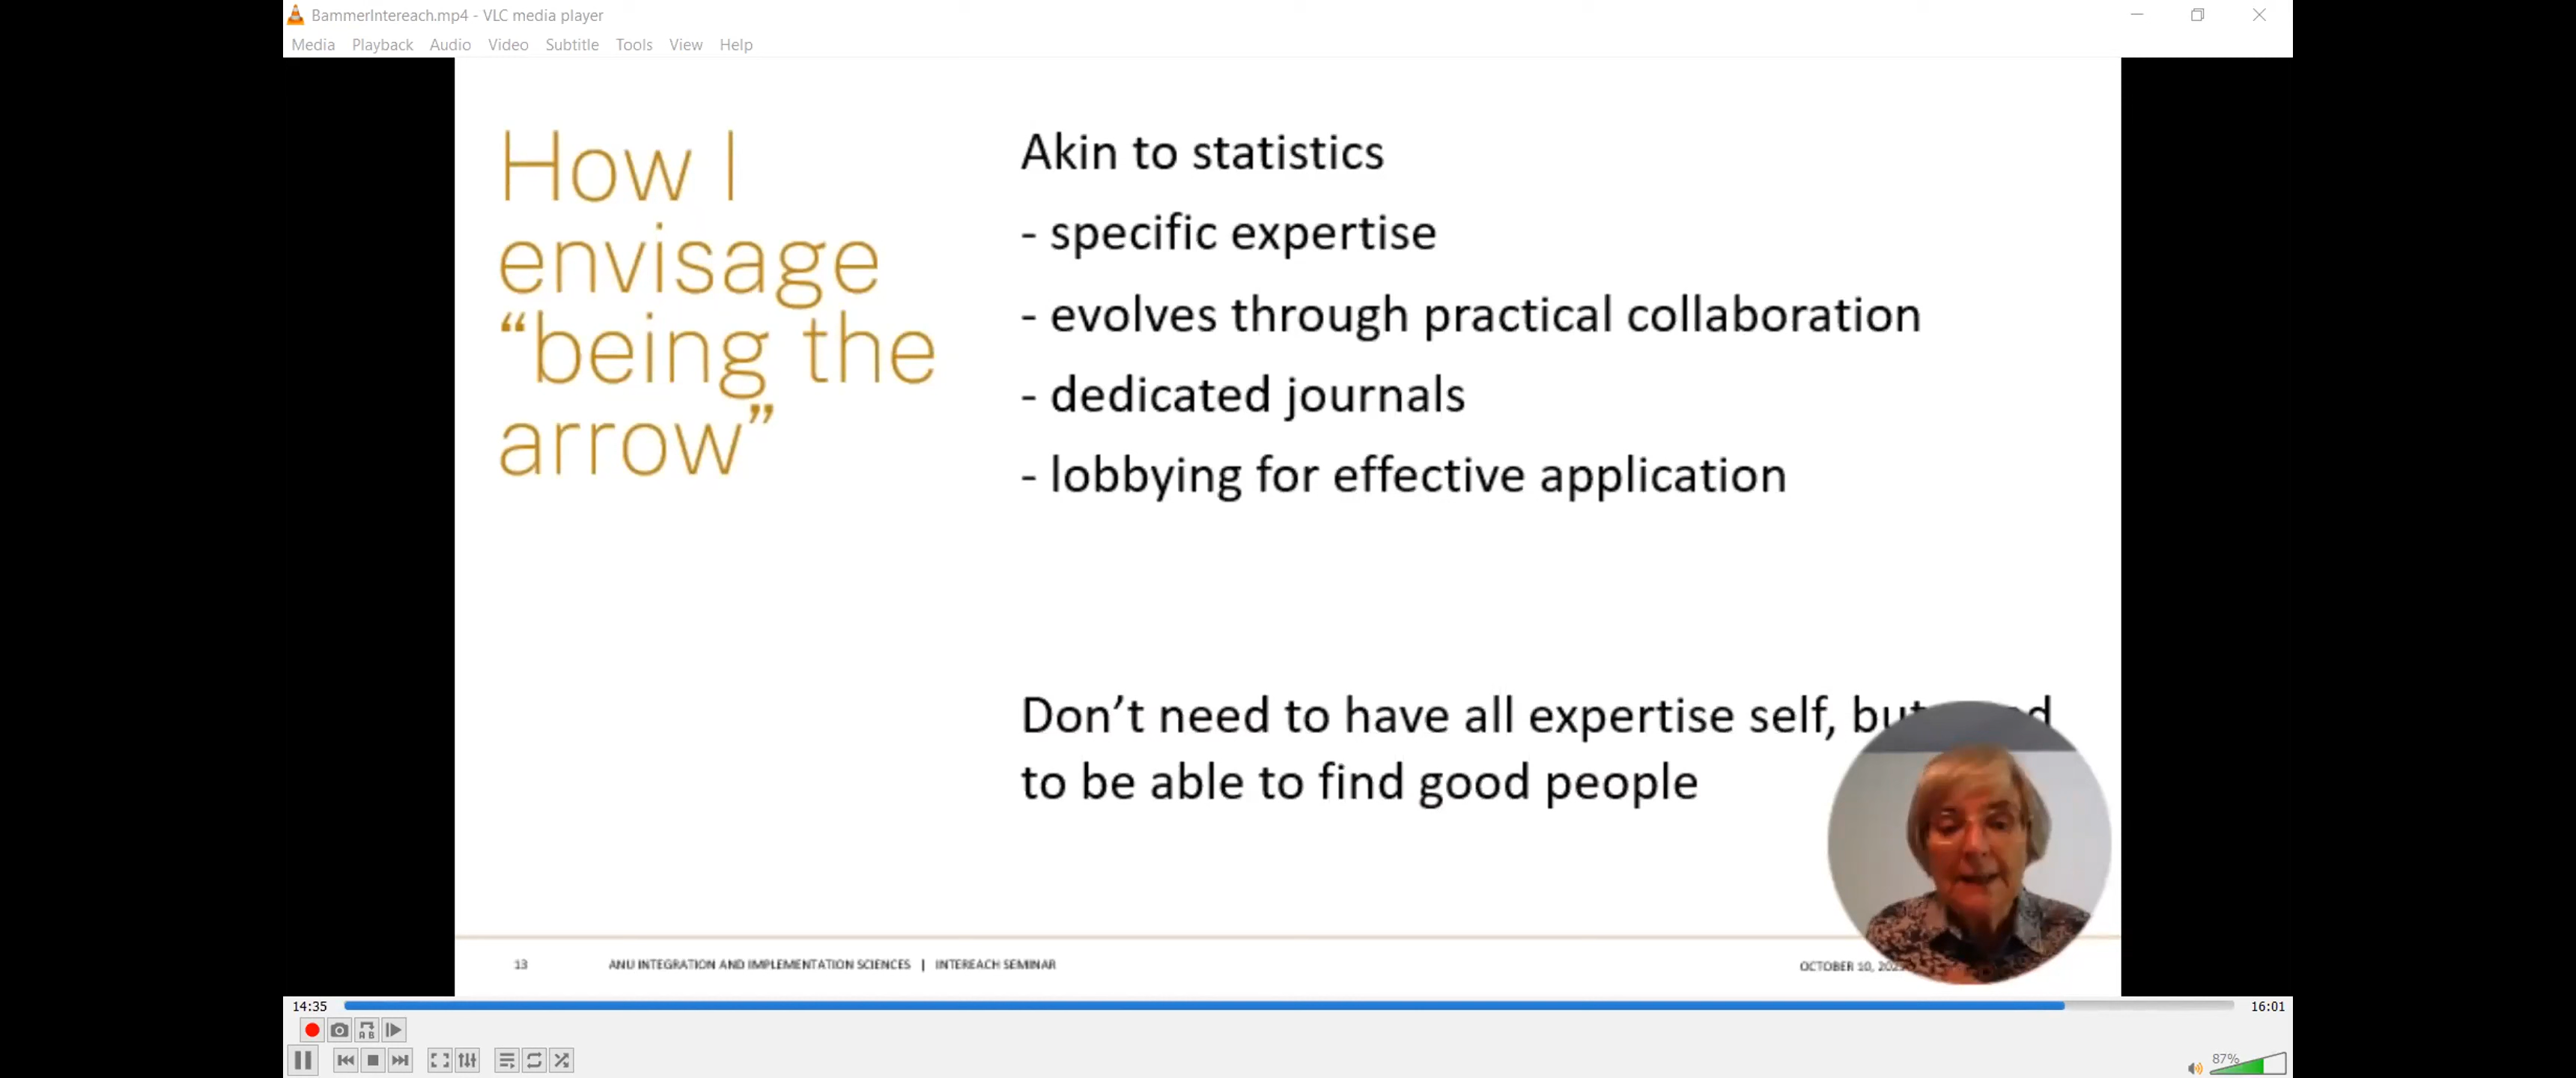 BammerIntereach.mp4 - VLC media player
Media Playback Audio Video Subtitle Tools View Help
How I
envisage
“being the
arrow”
Akin to statistics
- specific expertise
- evolves through practical collaboration
- dedicated journals
- lobbying for effective application
Don’t need to have all expertise self,
to be able to find good people
13 ANU INTEGRATION AND IMPLEMENTATION SCIENCES | INTEREACH SEMINAR
OCTOBER 10,
14:35
16:01
87%